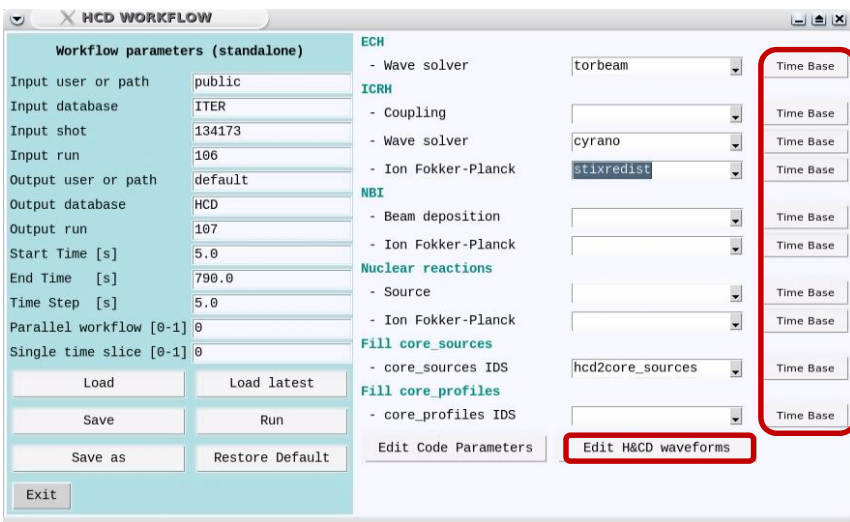 HCD WORKFLOW
Workflow parameters (standalone)
Input user or path public
Input database ITER
Input shot 134173
Input run 106
Output user or path default
Output database HCD
Output run 107
Start Time [s] 5.0
End Time [s] 790.0
Time Step [s] 5.0
Parallel workflow [0-1] 0
Single time slice [0-1] 0
Load Load latest
Save Run
Save as Restore Default
Exit
ECH
- Wave solver torbeam Time Base
ICRH
- Coupling Time Base
- Wave solver cyrano Time Base
- Ion Fokker-Planck stixredist Time Base
NBI
- Beam deposition Time Base
- Ion Fokker-Planck Time Base
Nuclear reactions
- Source Time Base
- Ion Fokker-Planck Time Base
Fill core_sources
- core_sources IDS hcd2core_sources Time Base
Fill core_profiles
- core_profiles IDS Time Base
Edit Code Parameters Edit H&CD waveforms